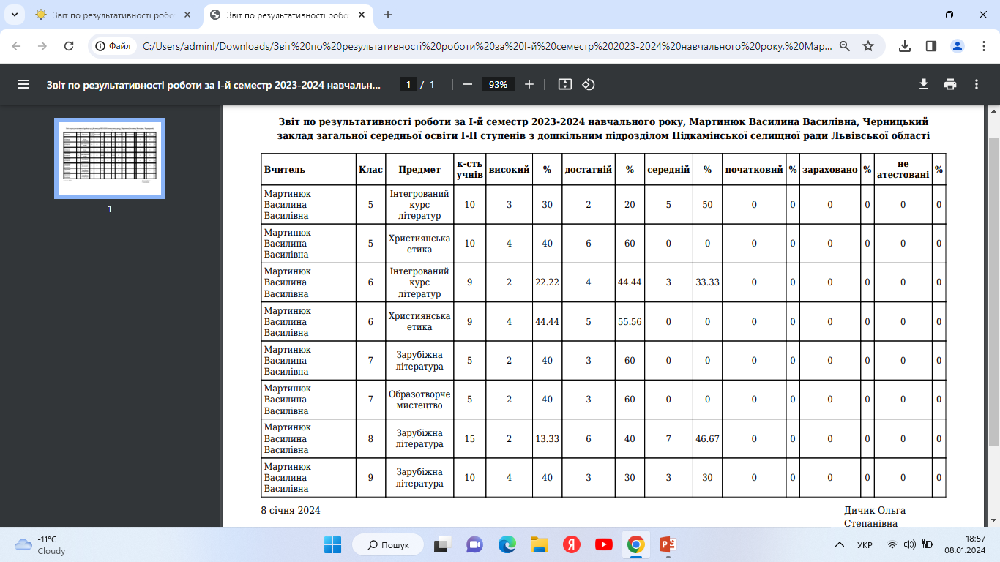 Звіт по результативності робо
Звіт по результативності робо
Файл
C:/Users/adminI/Downloads/Звіт%20по%20результативності%20роботи%20за%20І-й%20семестр%202023-2024%20навчального%20року,%20Мар...
Звіт по результативності роботи за І-й семестр 2023-2024 навчальн...
1 / 1
93%
1
Звіт по результативності роботи за І-й семестр 2023-2024 навчального року, Мартинюк Василина Василівна, Черницький
заклад загальної середньої освіти І-ІІ ступенів з дошкільним підрозділом Підкамінської селищної ради Львівської області
Вчитель Клас Предмет к-сть учнів високий % достатній % середній % початковий % зараховано % не атестовані %
Мартинюк Василина Василівна 5 Інтегрований курс літератур 10 3 30 2 20 5 50 0 0 0 0 0 0
Мартинюк Василина Василівна 5 Християнська етика 10 4 40 6 60 0 0 0 0 0 0 0 0
Мартинюк Василина Василівна 6 Інтегрований курс літератур 9 2 22.22 4 44.44 3 33.33 0 0 0 0 0 0
Мартинюк Василина Василівна 6 Християнська етика 9 4 44.44 5 55.56 0 0 0 0 0 0 0 0
Мартинюк Василина Василівна 7 Зарубіжна література 5 2 40 3 60 0 0 0 0 0 0 0 0
Мартинюк Василина Василівна 7 Образотворче мистецтво 5 2 40 3 60 0 0 0 0 0 0 0 0
Мартинюк Василина Василівна 8 Зарубіжна література 15 2 13.33 6 40 7 46.67 0 0 0 0 0 0
Мартинюк Василина Василівна 9 Зарубіжна література 10 4 40 3 30 3 30 0 0 0 0 0 0
8 січня 2024
Дичик Ольга
Степанівна
-11°C
Cloudy
Пошук
Я
УКР
18:57
08.01.2024